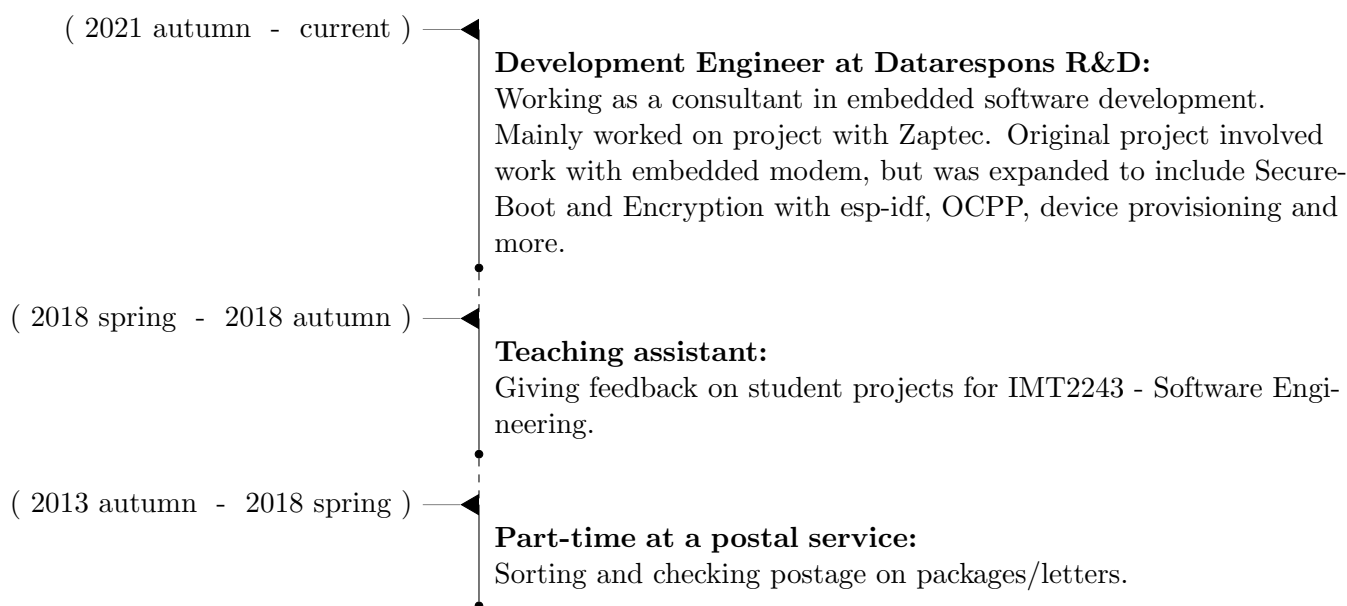 ( 2021 autumn - current )
Development Engineer at Datarespons R&D:
Working as a consultant in embedded software development.
Mainly worked on project with Zaptec. Original project involved
work with embedded modem, but was expanded to include Secure-
Boot and Encryption with esp-idf, OCPP, device provisioning and
more.
( 2018 spring - 2018 autumn )
Teaching assistant:
Giving feedback on student projects for IMT2243 - Software Engi-
neering.
( 2013 autumn - 2018 spring )
Part-time at a postal service:
Sorting and checking postage on packages/letters.